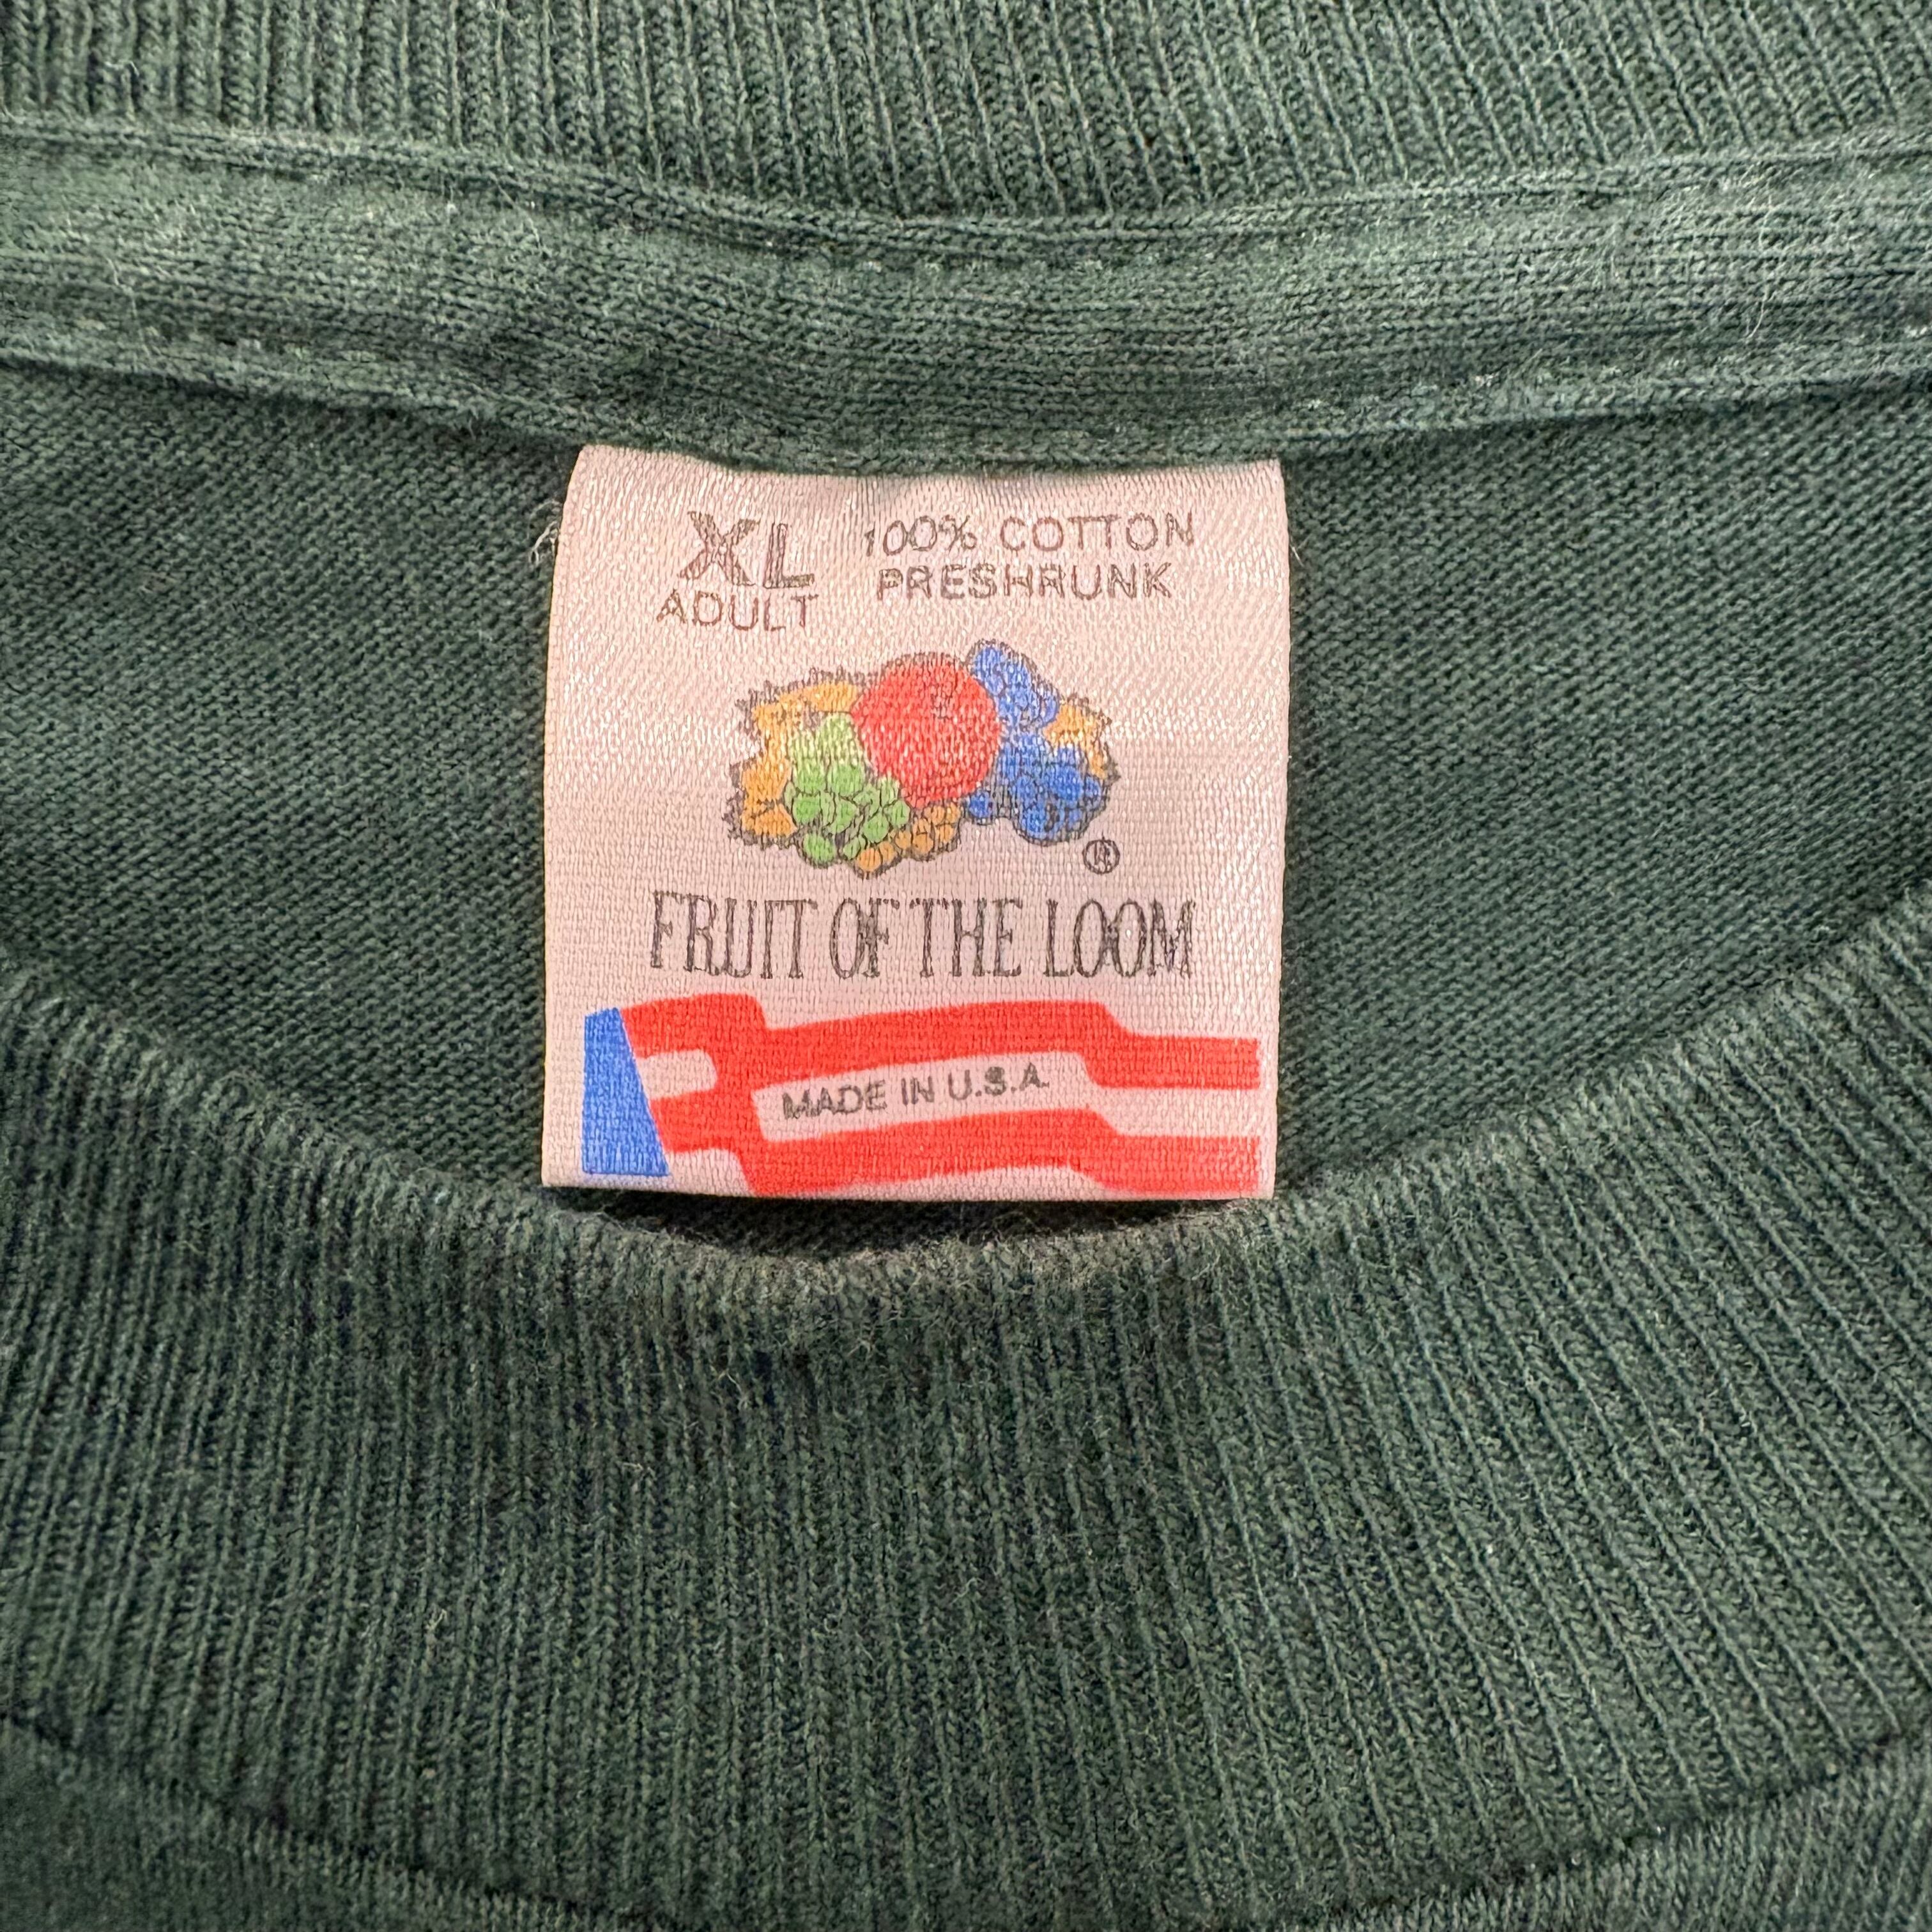 XL 100% COTTON
ADULT PRESHRUNK
®
FRUIT OF THE LOOM
MADE IN U.S.A.